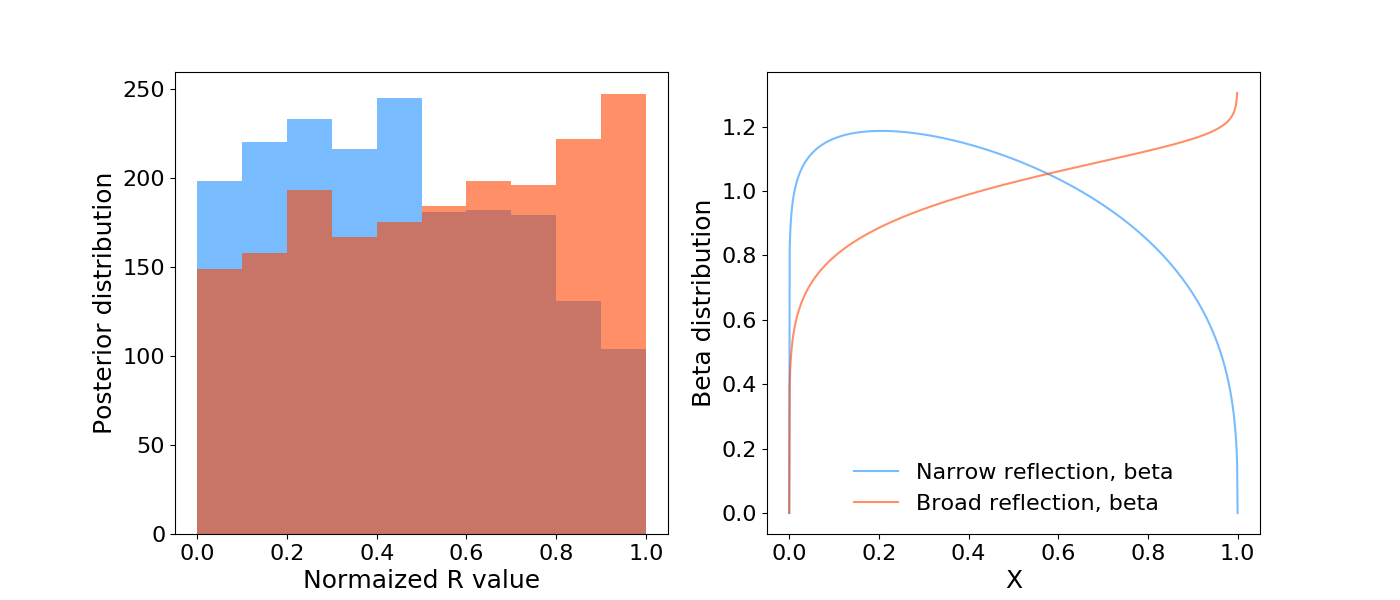 Posterior distribution
250
200
150
100
50
0
0.0 0.2 0.4 0.6 0.8 1.0
Normaized R value
Beta distribution
1.2
1.0
0.8
0.6
0.4
0.2
0.0
Narrow reflection, beta
Broad reflection, beta
0.0 0.2 0.4 0.6 0.8 1.0
X